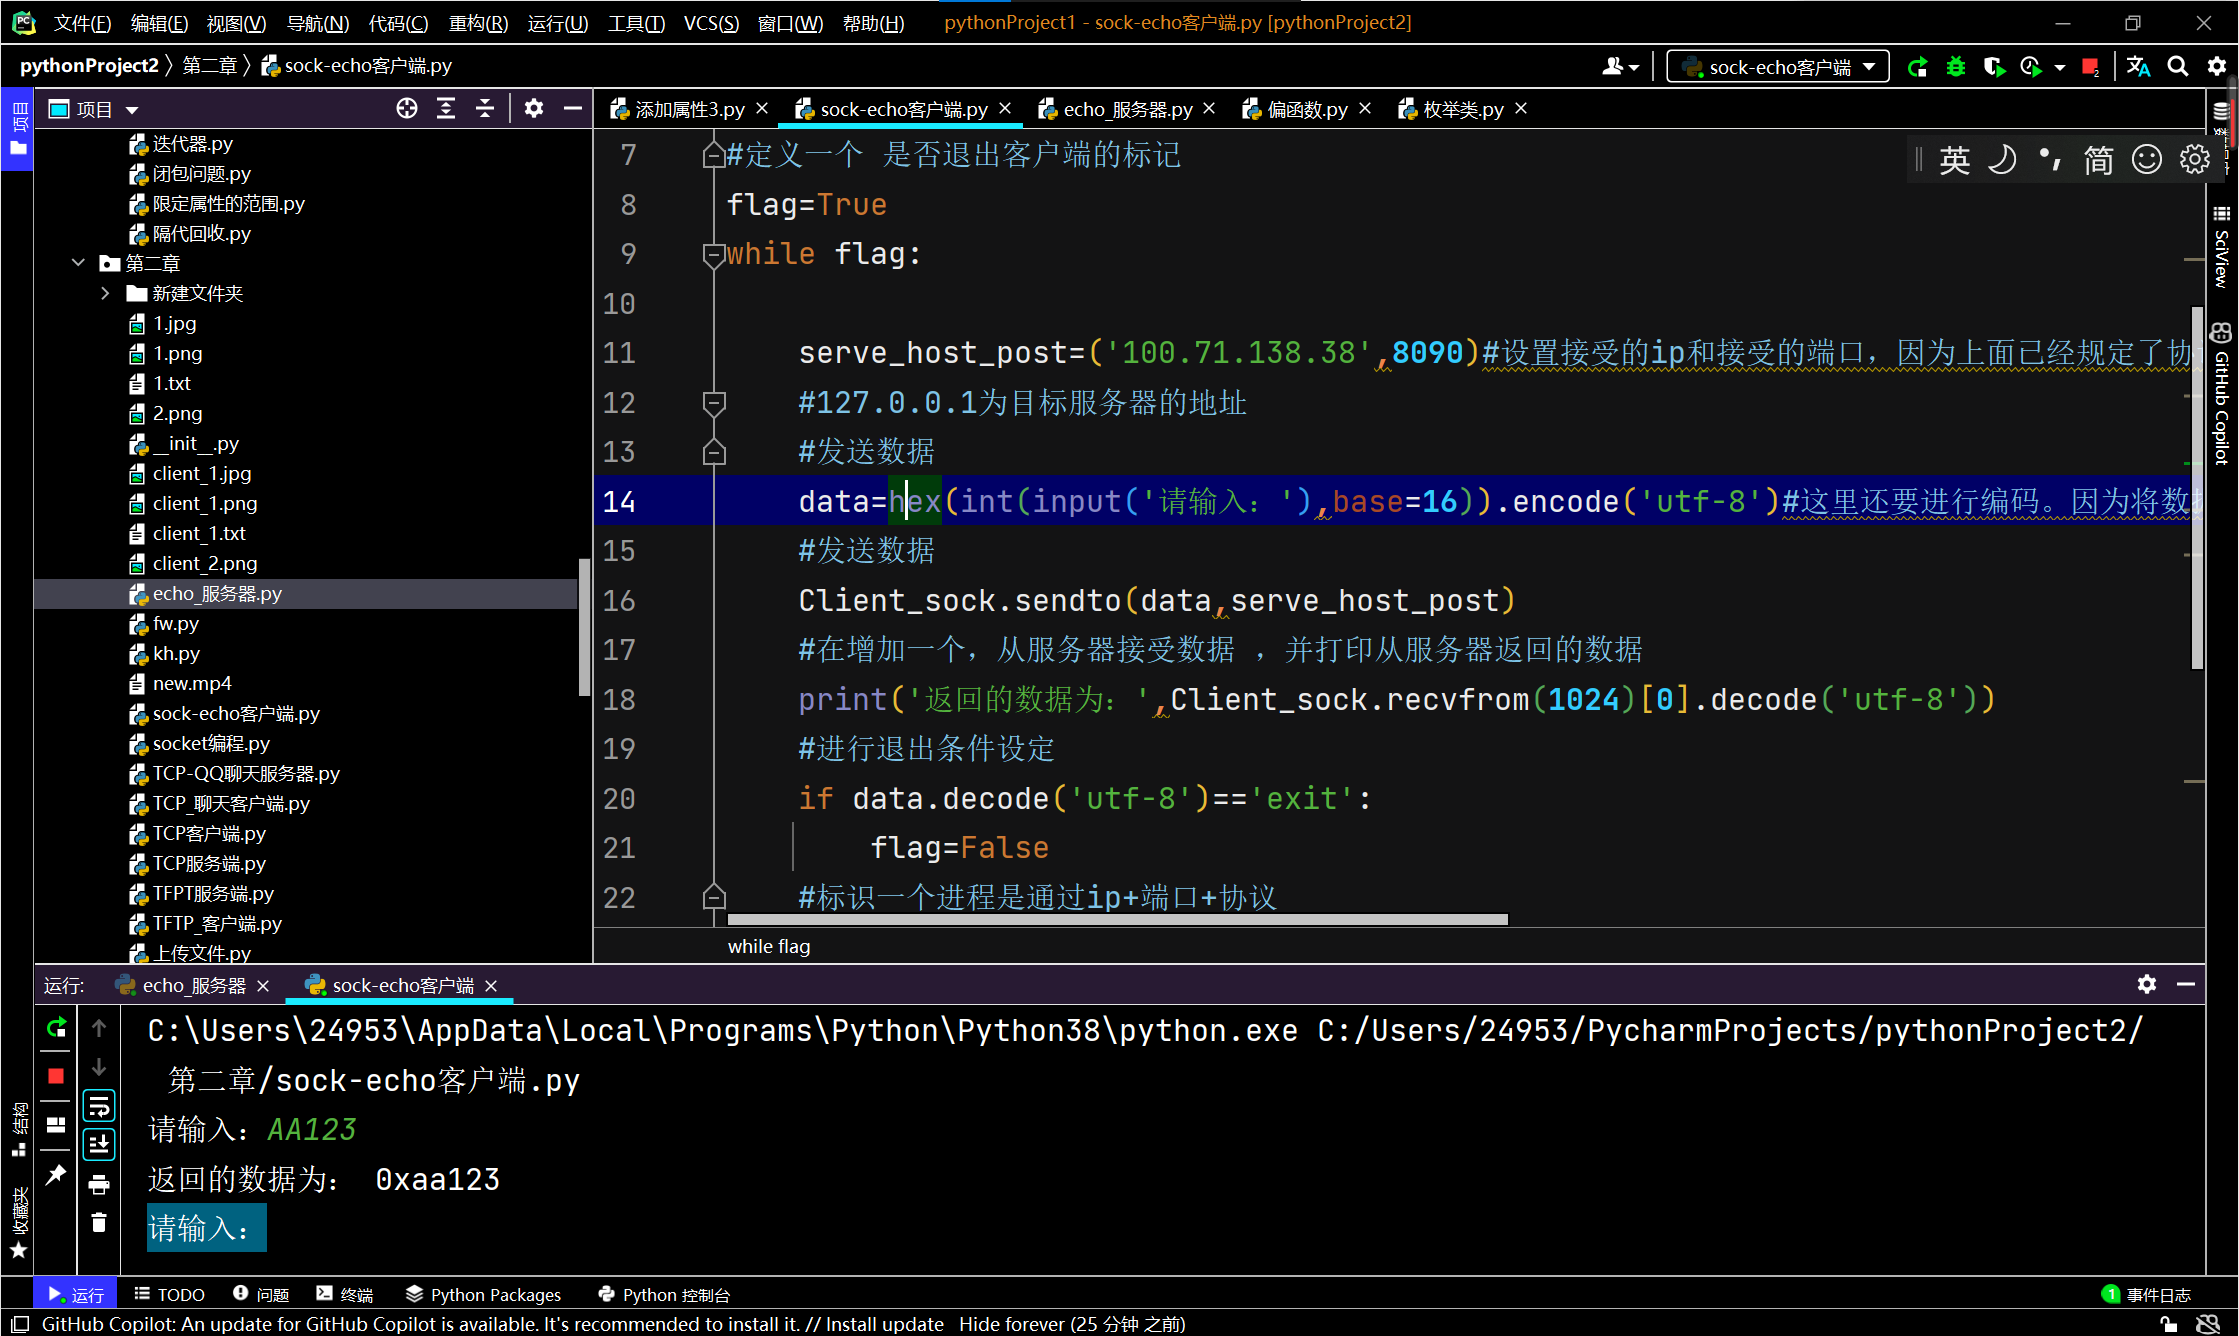 文件(F) 编辑(E) 视图(V) 导航(N) 代码(C) 重构(R) 运行(U) 工具(T) VCS(S) 窗口(W) 帮助(H) pythonProject1 - sock-echo客户端.py [pythonProject2]
pythonProject2 第二章 sock-echo客户端.py
sock-echo客户端
项目
项目
添加属性3.py
sock-echo客户端.py
echo_服务器.py
偏函数.py
枚举类.py
英 简
迭代器.py
闭包问题.py
限定属性的范围.py
隔代回收.py
第二章
新建文件夹
1.jpg
1.png
1.txt
2.png
__init__.py
client_1.jpg
client_1.png
client_1.txt
client_2.png
echo_服务器.py
fw.py
kh.py
new.mp4
sock-echo客户端.py
socket编程.py
TCP-QQ聊天服务器.py
TCP_聊天客户端.py
TCP客户端.py
TCP服务端.py
TFPT服务端.py
TFTP_客户端.py
上传文件.py
7 #定义一个 是否退出客户端的标记
8 flag=True
9 while flag:
10
11 serve_host_post=('100.71.138.38',8090)#设置接受的ip和接受的端口，因为上面已经规定了协
12 #127.0.0.1为目标服务器的地址
13 #发送数据
14 data=hex(int(input('请输入：'),base=16)).encode('utf-8')#这里还要进行编码。因为将数
15 #发送数据
16 Client_sock.sendto(data,serve_host_post)
17 #在增加一个，从服务器接受数据 ，并打印从服务器返回的数据
18 print('返回的数据为：',Client_sock.recvfrom(1024)[0].decode('utf-8'))
19 #进行退出条件设定
20 if data.decode('utf-8')=='exit':
21 flag=False
22 #标识一个进程是通过ip+端口+协议
while flag
SciView
GitHub Copilot
运行: echo_服务器 sock-echo客户端
C:\Users\24953\AppData\Local\Programs\Python\Python38\python.exe C:/Users/24953/PycharmProjects/pythonProject2/
第二章/sock-echo客户端.py
请输入：AA123
返回的数据为： 0xaa123
请输入：
结构
收藏夹
运行 TODO 问题 终端 Python Packages Python 控制台 1 事件日志
GitHub Copilot: An update for GitHub Copilot is available. It's recommended to install it. // Install update Hide forever (25 分钟 之前)